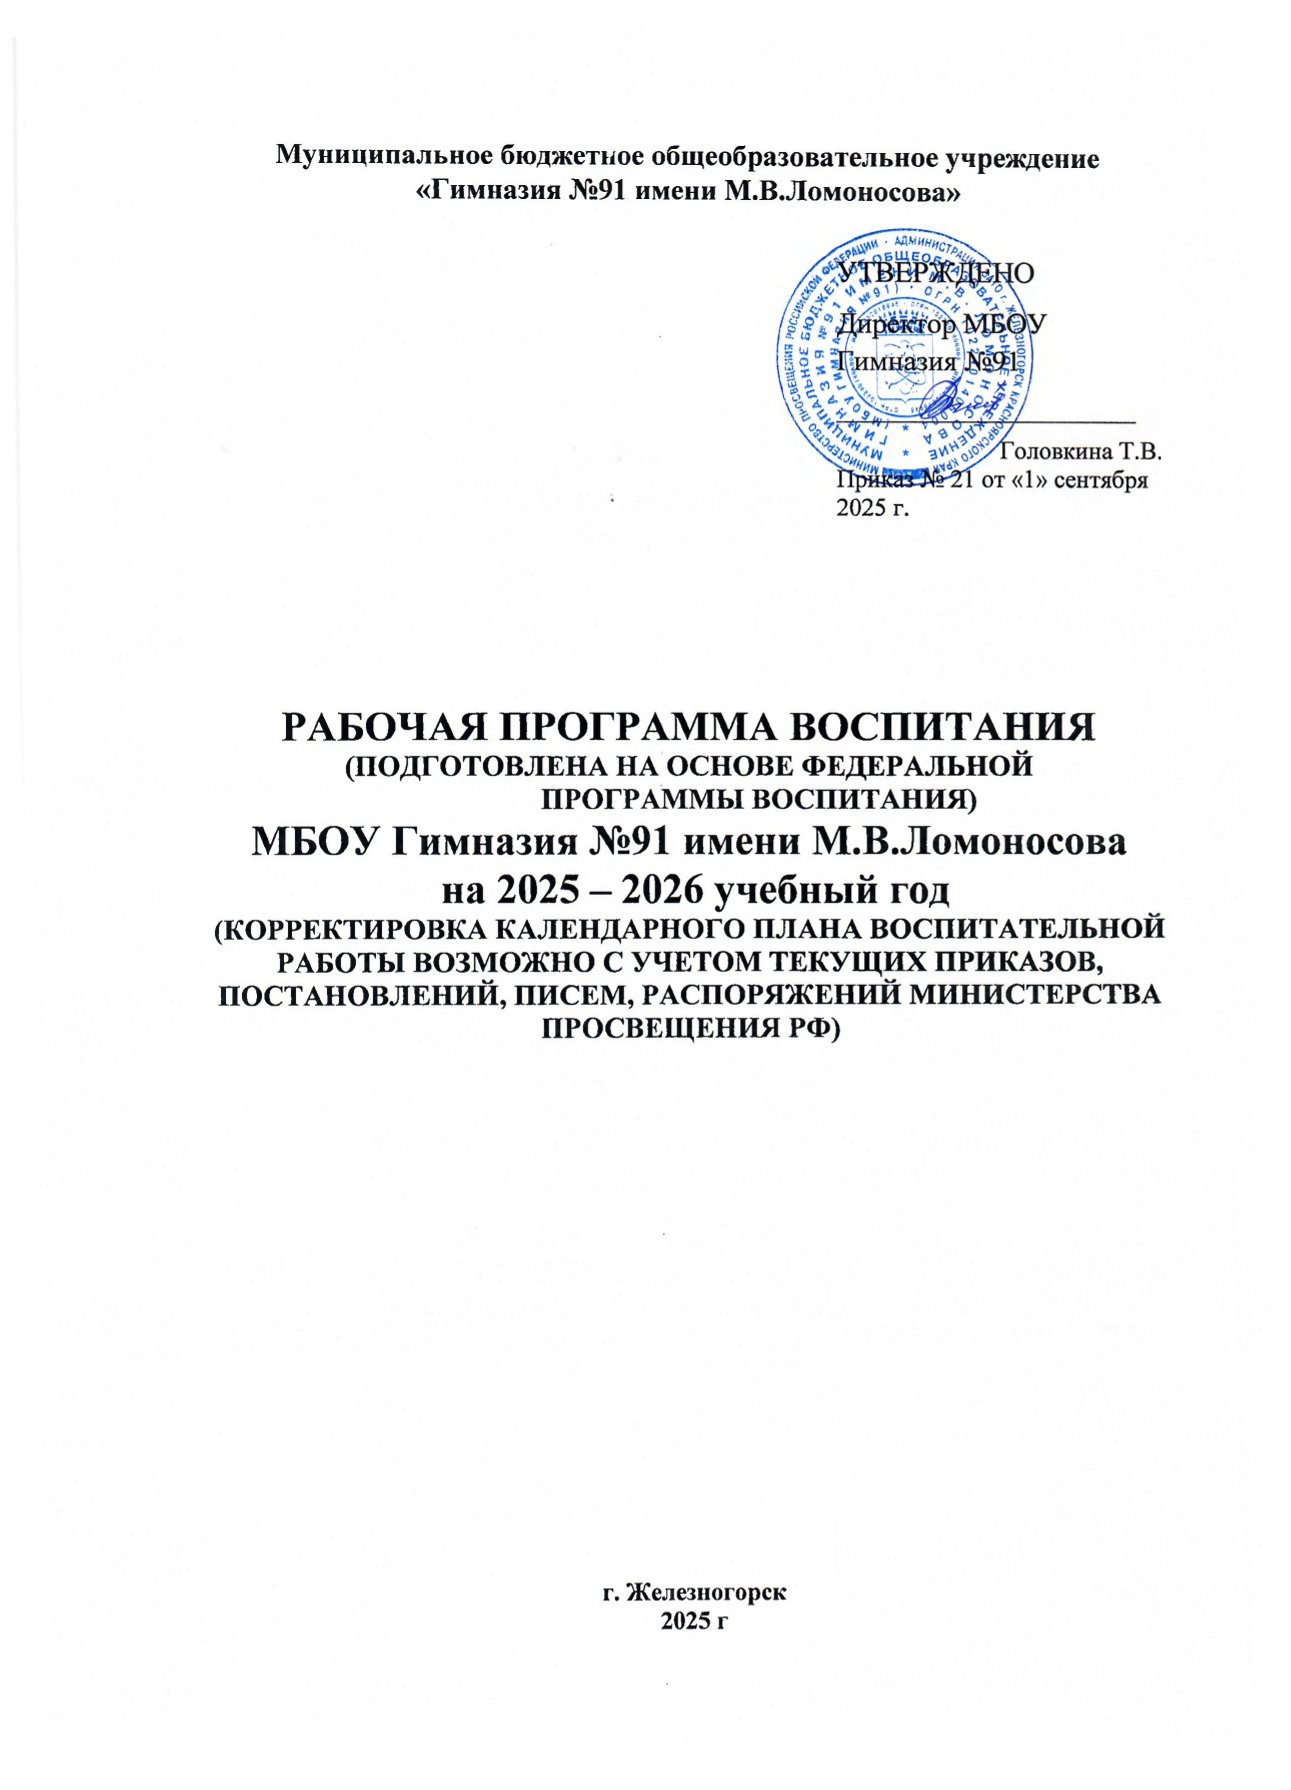 Муниципальное бюджетное общеобразовательное учреждение
«Гимназия №91 имени М.В.Ломоносова»
УТВЕРЖДЕНО
Директор МБОУ
Гимназия №91
Головкина Т.В.
Приказ № 21 от «1» сентября
2025 г.
РАБОЧАЯ ПРОГРАММА ВОСПИТАНИЯ
(ПОДГОТОВЛЕНА НА ОСНОВЕ ФЕДЕРАЛЬНОЙ
ПРОГРАММЫ ВОСПИТАНИЯ)
МБОУ Гимназия №91 имени М.В.Ломоносова
на 2025 – 2026 учебный год
(КОРРЕКТИРОВКА КАЛЕНДАРНОГО ПЛАНА ВОСПИТАТЕЛЬНОЙ
РАБОТЫ ВОЗМОЖНО С УЧЕТОМ ТЕКУЩИХ ПРИКАЗОВ,
ПОСТАНОВЛЕНИЙ, ПИСЕМ, РАСПОРЯЖЕНИЙ МИНИСТЕРСТВА
ПРОСВЕЩЕНИЯ РФ)
г. Железногорск
2025 г